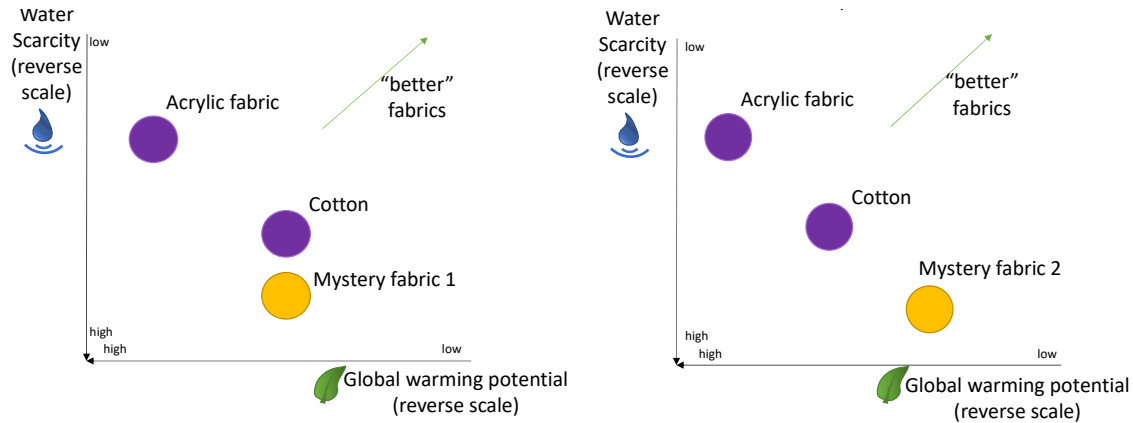 Water
Scarcity
(reverse
scale)
low
"better"
fabrics
Acrylic fabric
Cotton
Mystery fabric 1
high
high
low
Global warming potential
(reverse scale)
Water
Scarcity
(reverse
scale)
low
"better"
fabrics
Acrylic fabric
Cotton
Mystery fabric 2
high
high
low
Global warming potential
(reverse scale)